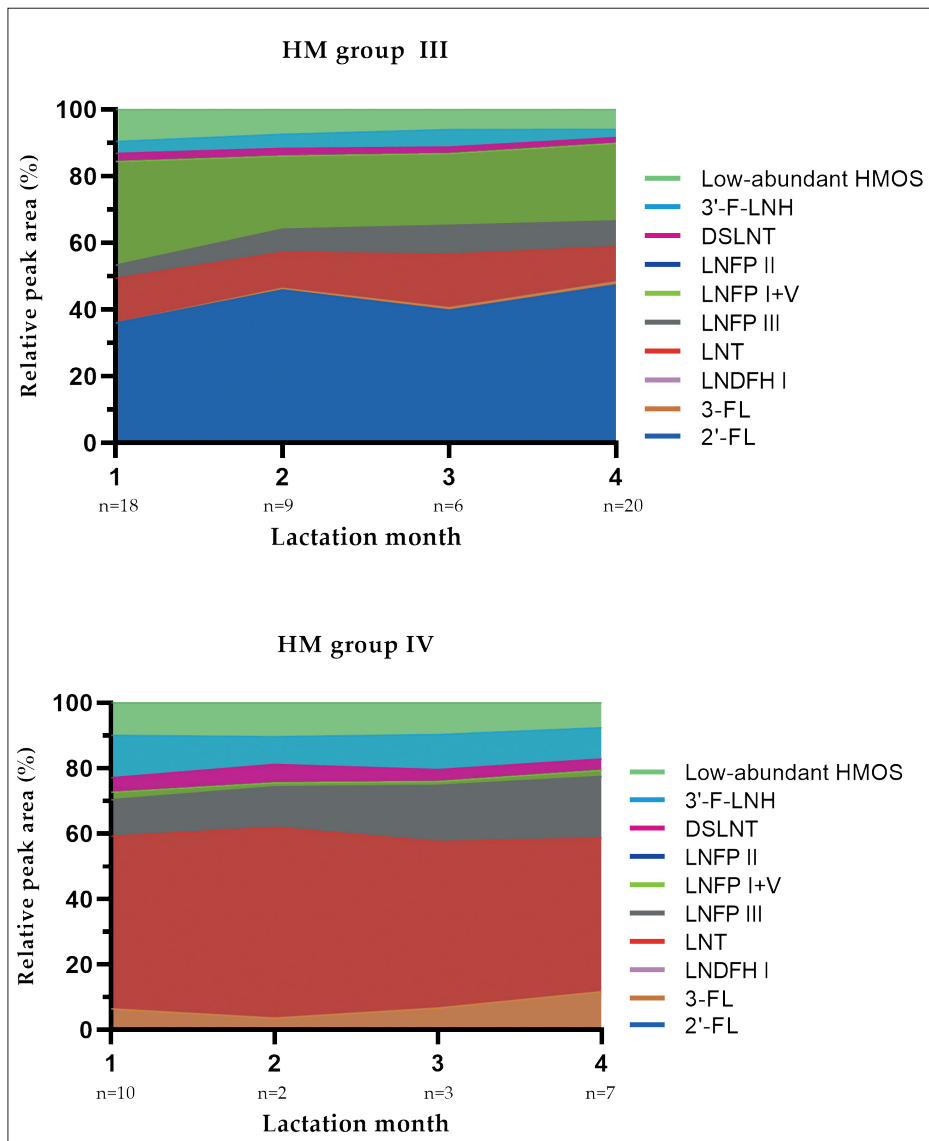 HM group III
Relative peak area (%)
100
80
60
40
20
0
1
2
3
4
n=18
n=9
n=6
n=20
Lactation month
Low-abundant HMOS
3'-F-LNH
DSLNT
LNFP II
LNFP I+V
LNFP III
LNT
LNDFH I
3-FL
2'-FL
HM group IV
Relative peak area (%)
100
80
60
40
20
0
1
2
3
4
n=10
n=2
n=3
n=7
Lactation month
Low-abundant HMOS
3'-F-LNH
DSLNT
LNFP II
LNFP I+V
LNFP III
LNT
LNDFH I
3-FL
2'-FL